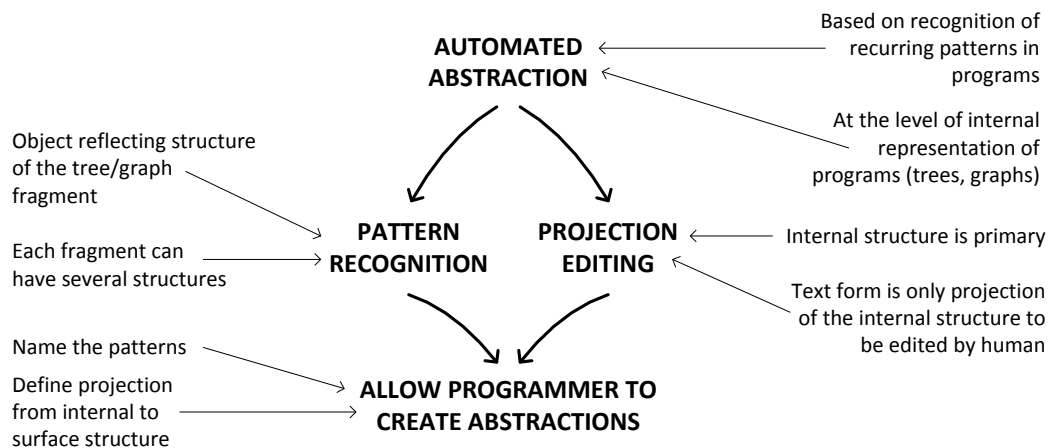 AUTOMATED
ABSTRACTION
Based on recognition of
recurring patterns in
programs
At the level of internal
representation of
programs (trees, graphs)
Object reflecting structure
of the tree/graph
fragment
Each fragment can
have several structures
PATTERN
RECOGNITION
PROJECTION
EDITING
Internal structure is primary
Text form is only projection
of the internal structure to
be edited by human
Name the patterns
Define projection
from internal to
surface structure
ALLOW PROGRAMMER TO
CREATE ABSTRACTIONS